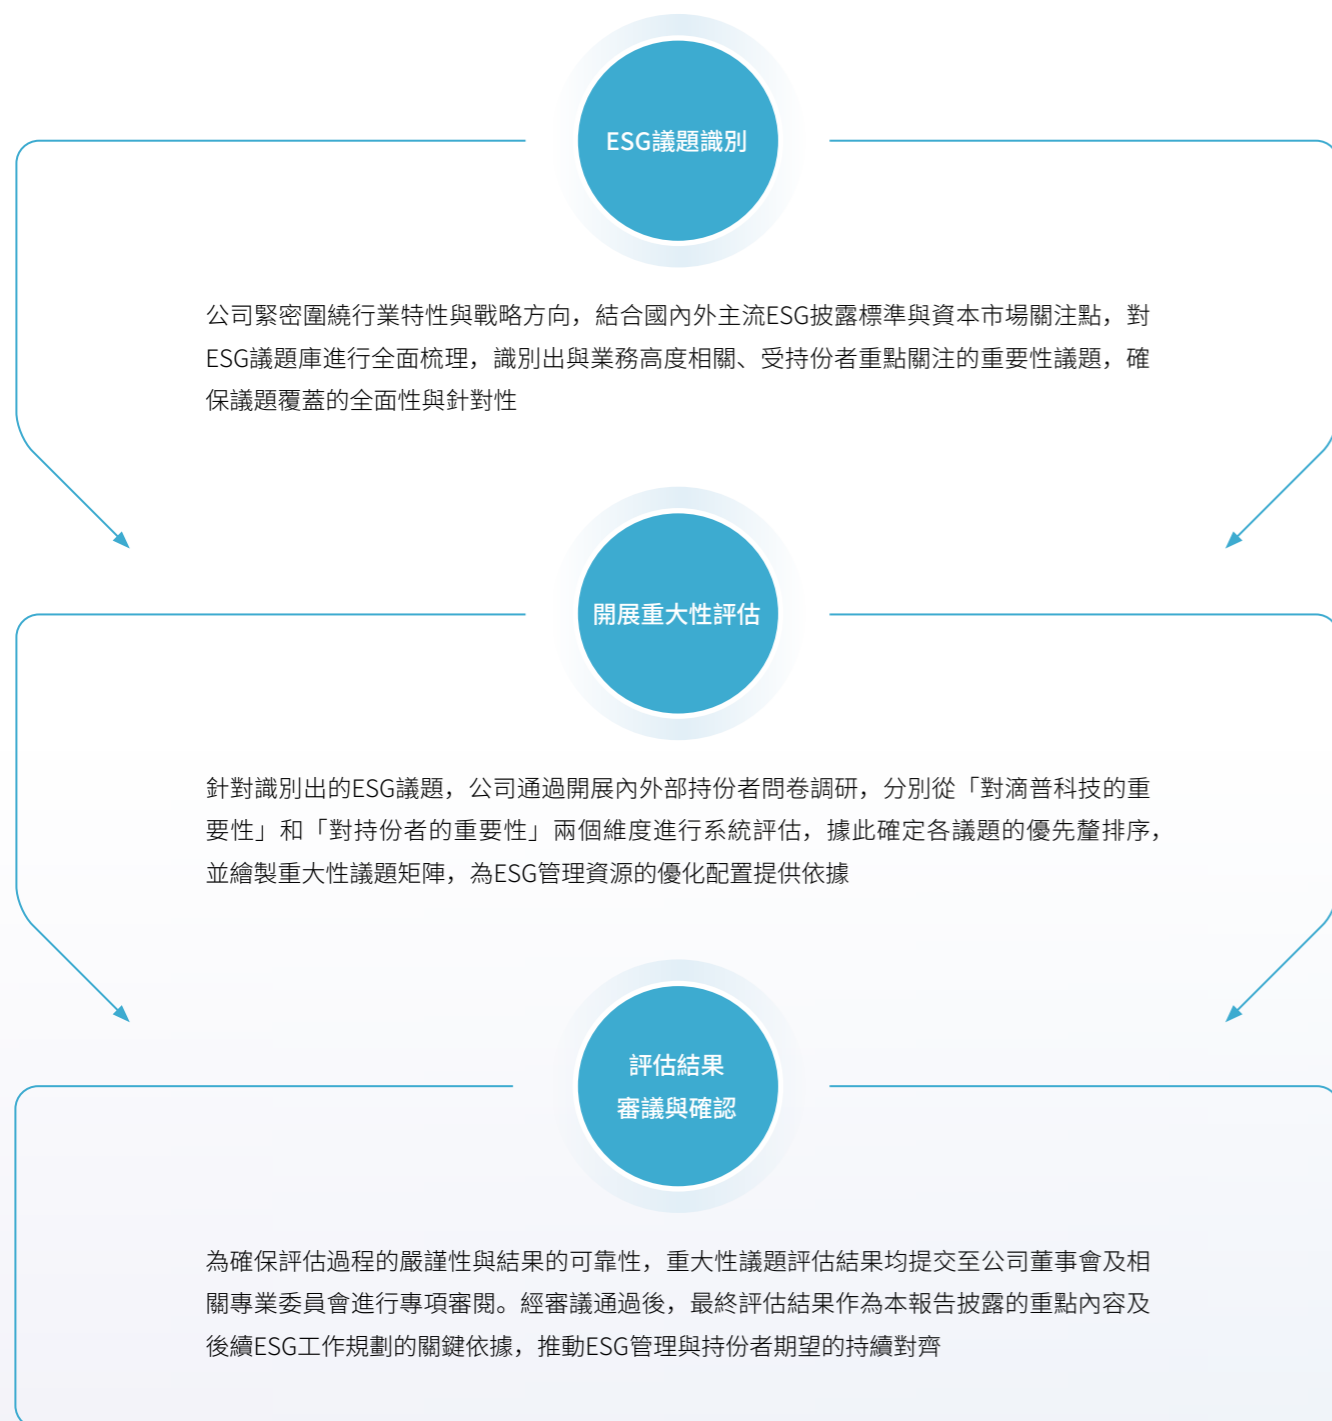 ESG議題識別
公司緊密圍繞行業特性與戰略方向，結合國內外主流ESG披露標準與資本市場關注點，對
ESG議題庫進行全面梳理，識別出與業務高度相關、受持份者重點關注的重要性議題，確
保議題覆蓋的全面性與針對性
開展重大性評估
針對識別出的ESG議題，公司通過開展內外部持份者問卷調研，分別從「對滴普科技的重
要性」和「對持份者的重要性」兩個維度進行系統評估，據此確定各議題的優先釐排序，
並繪製重大性議題矩陣，為ESG管理資源的優化配置提供依據
評估結果
審議與確認
為確保評估過程的嚴謹性與結果的可靠性，重大性議題評估結果均提交至公司董事會及相
關專業委員會進行專項審閱。經審議通過後，最終評估結果作為本報告披露的重點內容及
後續ESG工作規劃的關鍵依據，推動ESG管理與持份者期望的持續對齊